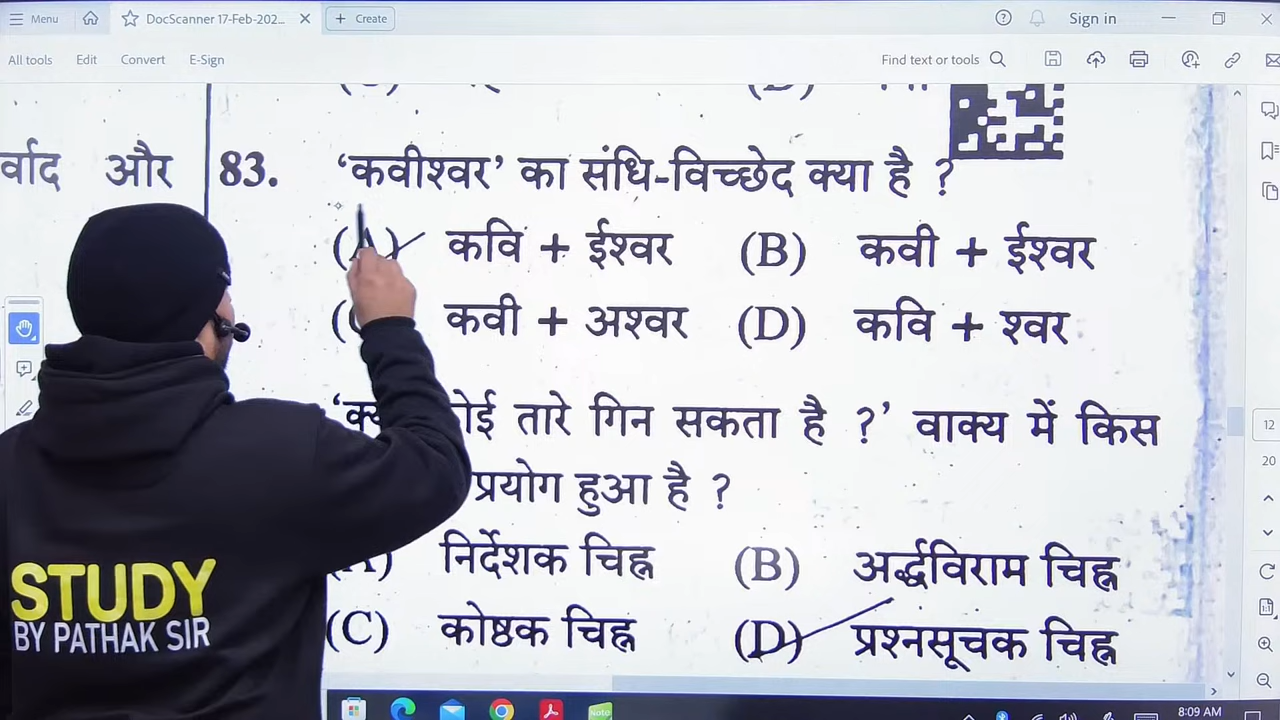 Menu
DocScanner 17-Feb-202...
Create
Sign in
All tools Edit Convert E-Sign
Find text or tools
र्वाद और
83. ‘कवीश्वर’ का संधि-विच्छेद क्या है ?
(A) कवि + ईश्वर (B) कवी + ईश्वर
कवी + अश्वर (D) कवि + श्वर
तारे गिन सकता है ?’ वाक्य में किस
प्रयोग हुआ है ?
(A) निर्देशक चिह्न (B) अर्द्धविराम चिह्न
(C) कोष्ठक चिह्न (D) प्रश्नसूचक चिह्न
12
20
STUDY
BY PATHAK SIR
8:09 AM